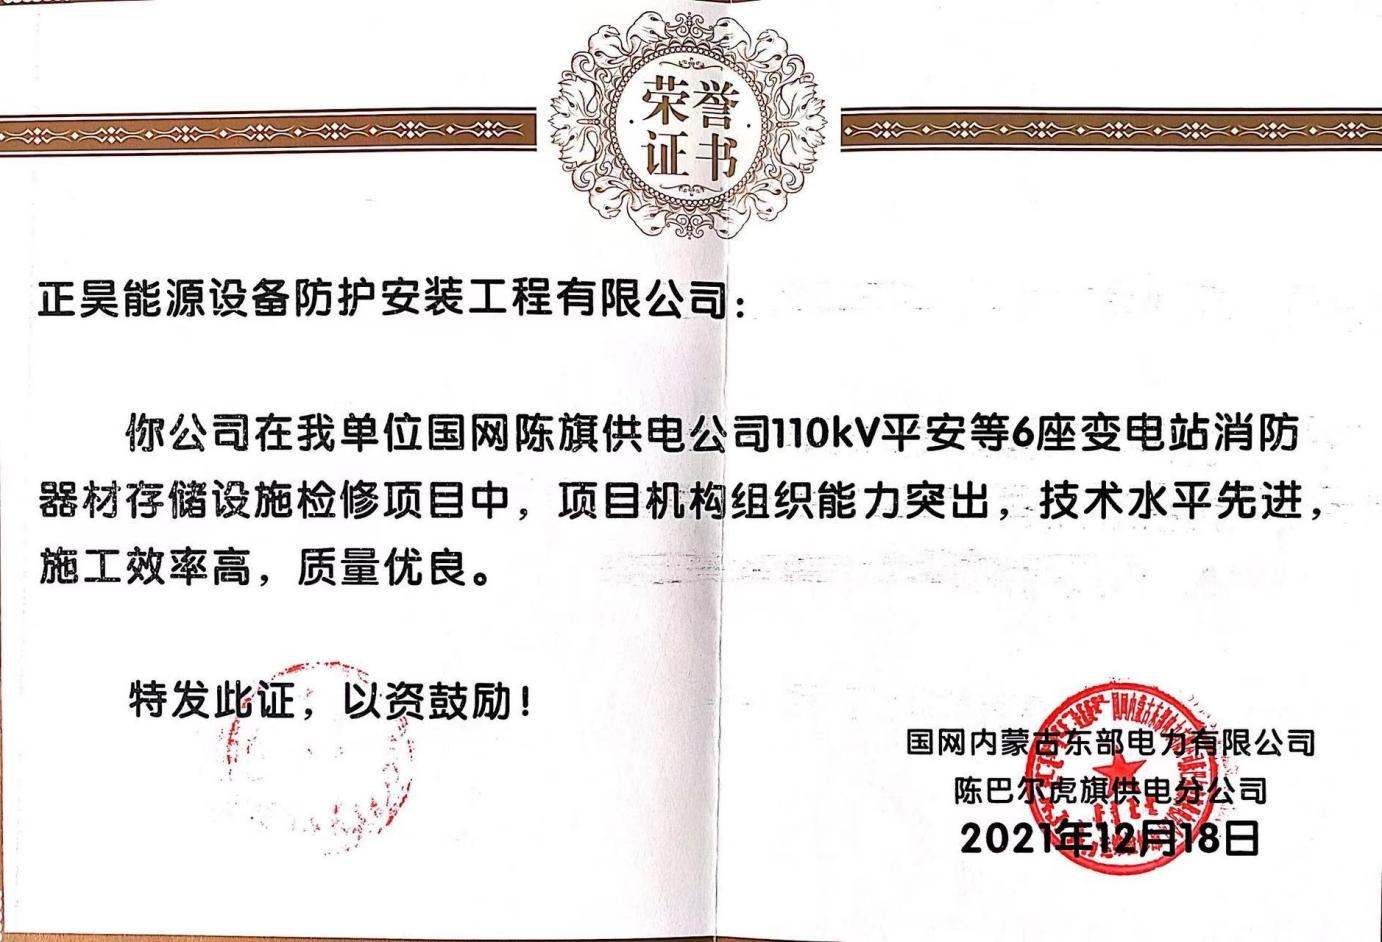 荣誉
证书
正昊能源设备防护安装工程有限公司：
你公司在我单位国网陈旗供电公司110kV平安等6座变电站消防
器材存储设施检修项目中，项目机构组织能力突出，技术水平先进，
施工效率高，质量优良。
特发此证，以资鼓励！
国网内蒙古东部电力有限公司
陈巴尔虎旗供电分公司
2021年12月18日